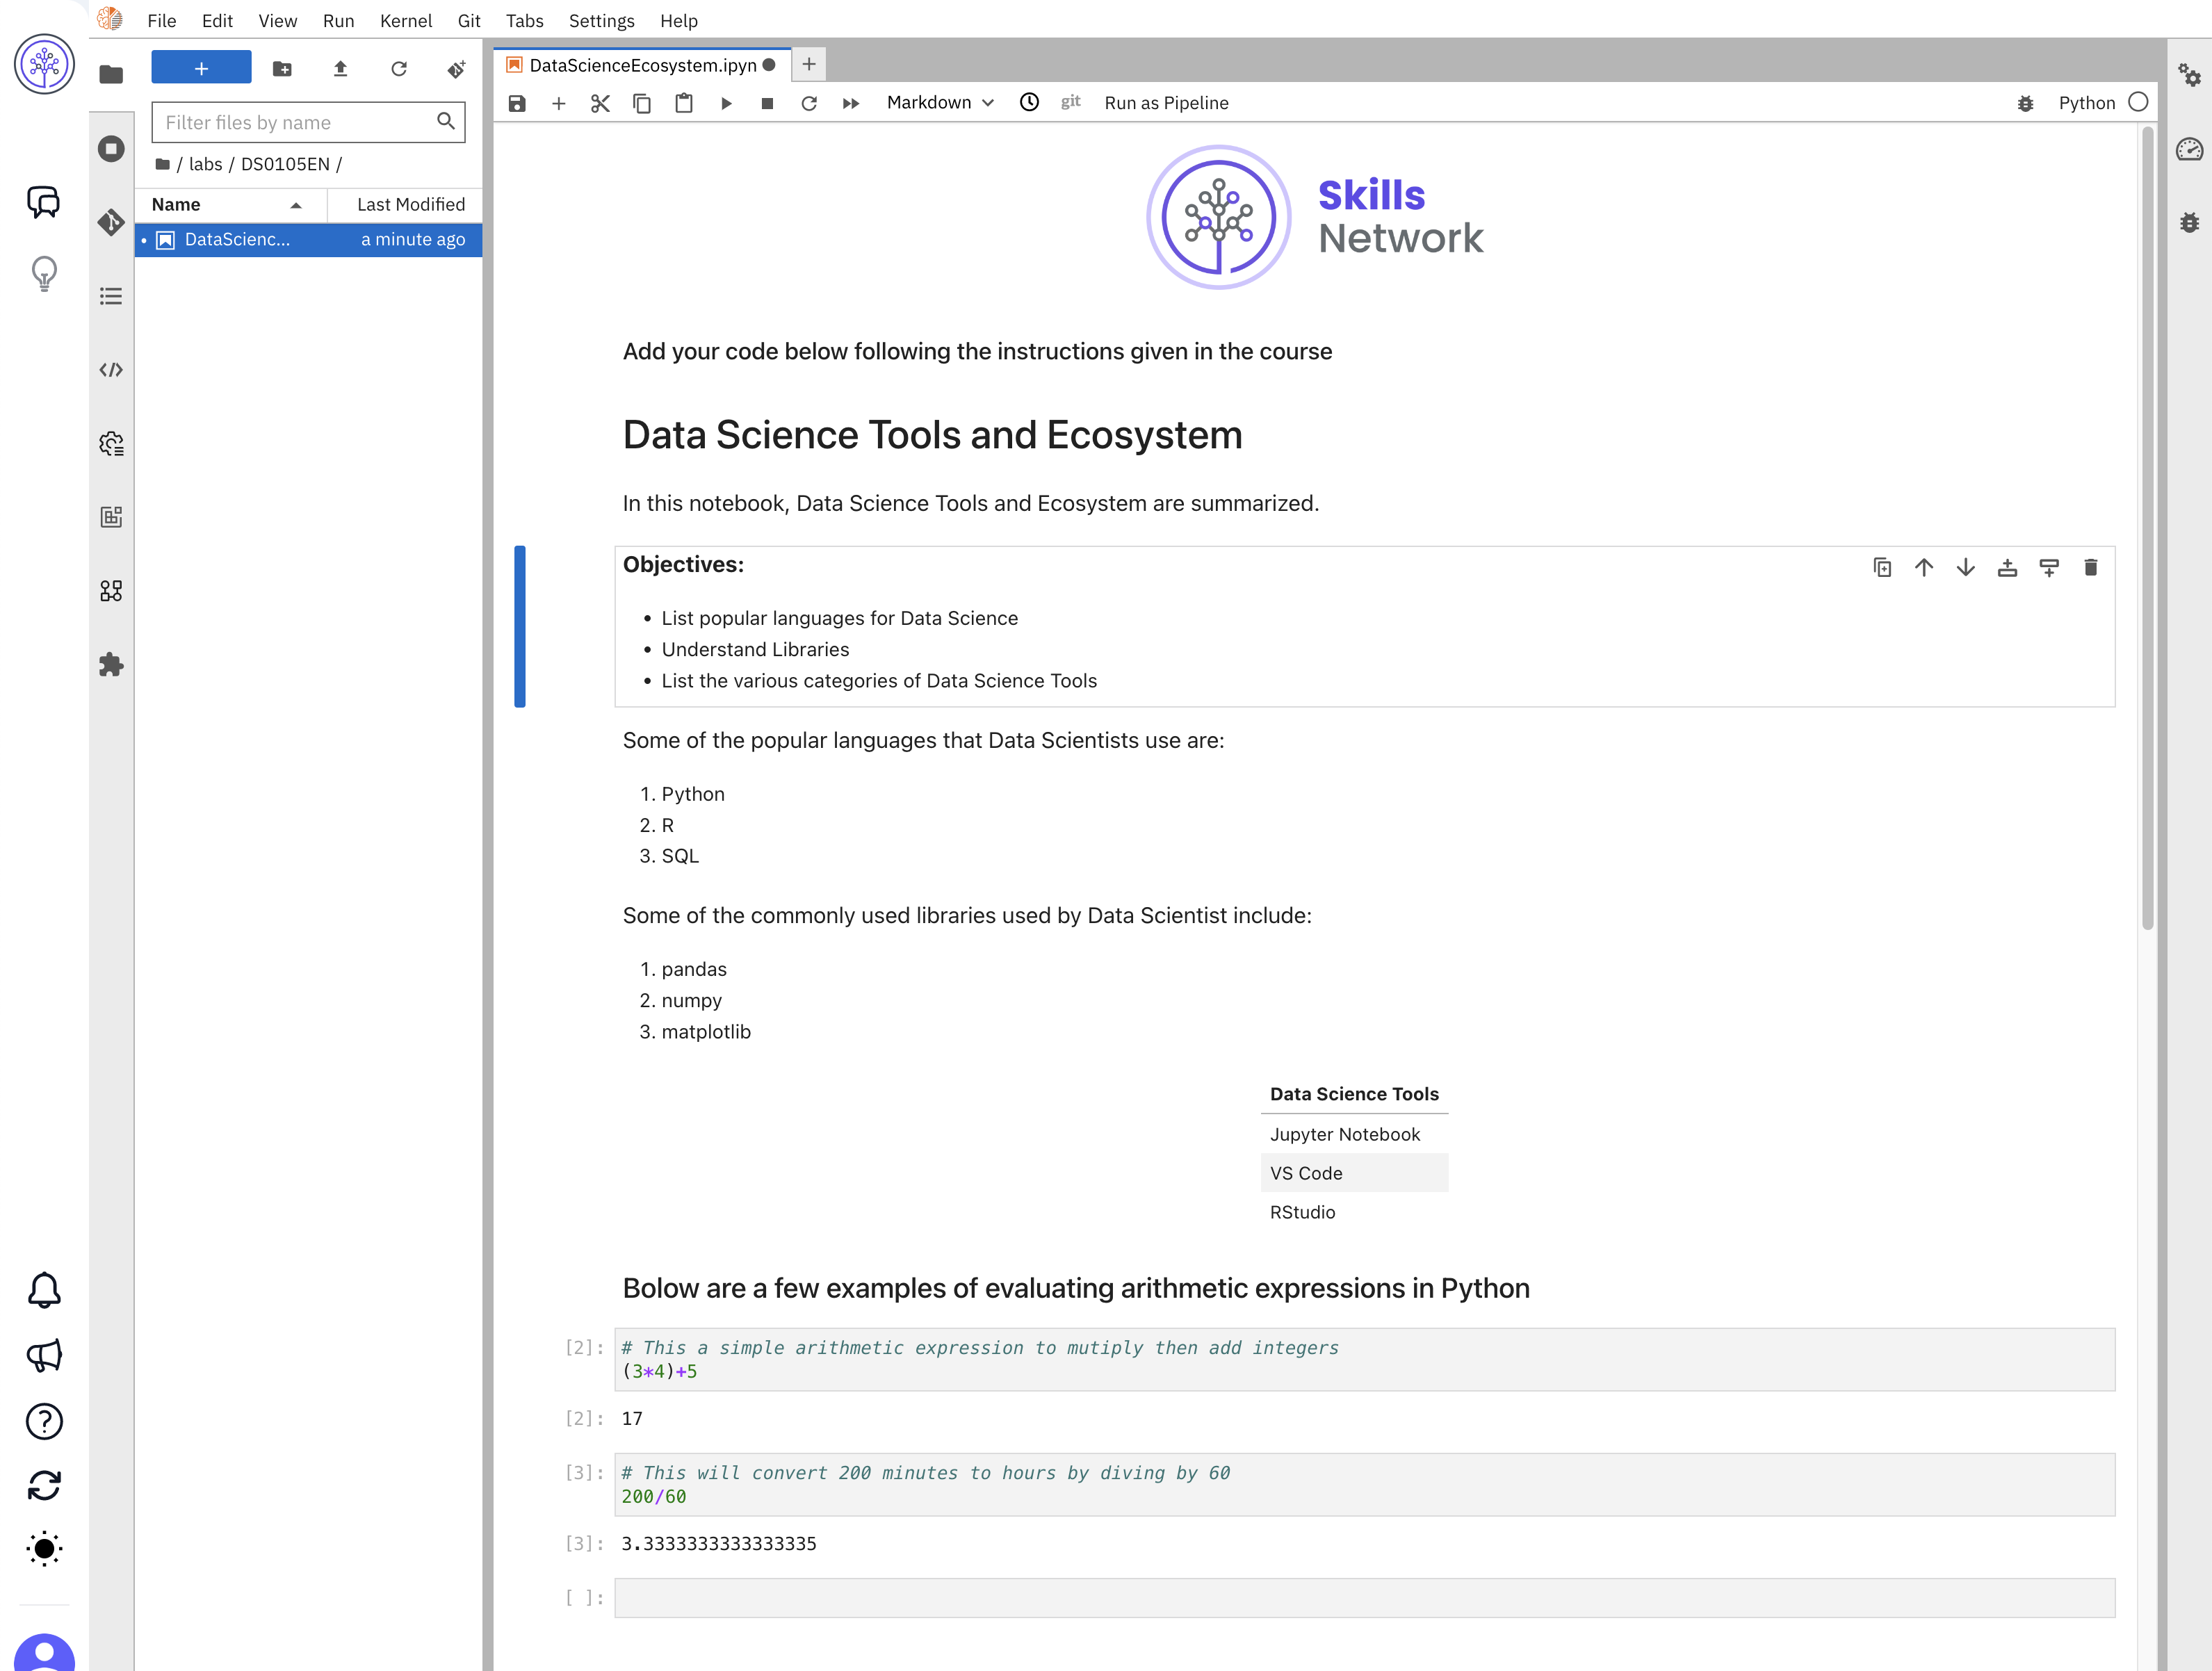 File Edit View Run Kernel Git Tabs Settings Help
+
Filter files by name
/ labs / DS0105EN /
Name Last Modified
DataScienc... a minute ago
DataScienceEcosystem.ipyn
Markdown git Run as Pipeline Python
Skills
Network
Add your code below following the instructions given in the course
Data Science Tools and Ecosystem
In this notebook, Data Science Tools and Ecosystem are summarized.
Objectives:
• List popular languages for Data Science
• Understand Libraries
• List the various categories of Data Science Tools
Some of the popular languages that Data Scientists use are:
1. Python
2. R
3. SQL
Some of the commonly used libraries used by Data Scientist include:
1. pandas
2. numpy
3. matplotlib
Data Science Tools
Jupyter Notebook
VS Code
RStudio
Bolow are a few examples of evaluating arithmetic expressions in Python
[2]: # This a simple arithmetic expression to mutiply then add integers
(3*4)+5
[2]: 17
[3]: # This will convert 200 minutes to hours by diving by 60
200/60
[3]: 3.3333333333333335
[ ]: